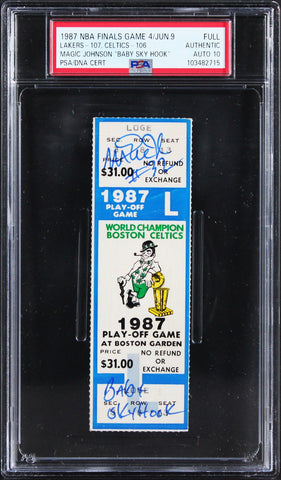 1987 NBA FINALS GAME 4/JUN.9 FULL
LAKERS - 107, CELTICS - 106 AUTHENTIC
MAGIC JOHNSON "BABY SKY HOOK" AUTO 10
PSA/DNA CERT PSA 103482715
LOGE
SEC ROW SEAT
$31.00 NO REFUND OR EXCHANGE
1987
PLAY-OFF
GAME
L
WORLD CHAMPION
BOSTON CELTICS
1987
PLAY-OFF GAME
AT BOSTON GARDEN
PRICE NO REFUND OR EXCHANGE
$31.00
BABY
SKYHOOK
SEC ROW SEAT